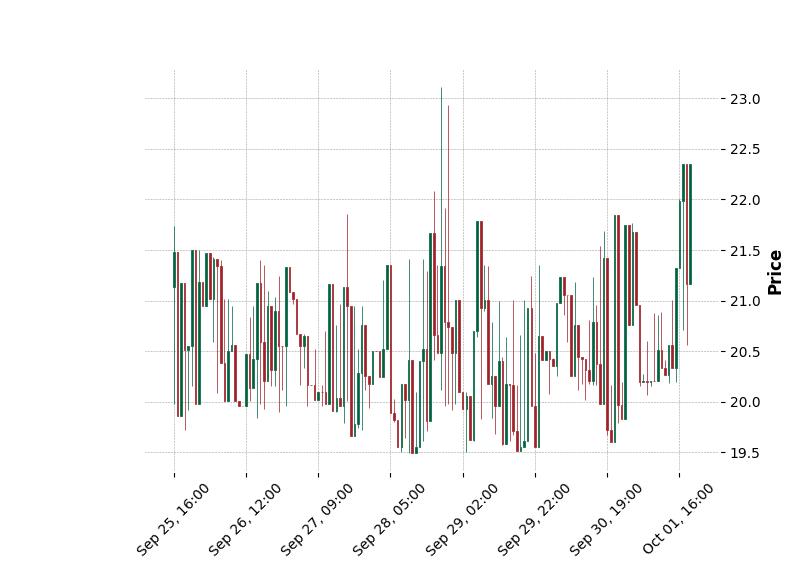 23.0
22.5
22.0
21.5
21.0
20.5
20.0
19.5
Price
Sep 25, 16:00
Sep 26, 12:00
Sep 27, 09:00
Sep 28, 05:00
Sep 29, 02:00
Sep 29, 22:00
Sep 30, 19:00
Oct 01, 16:00